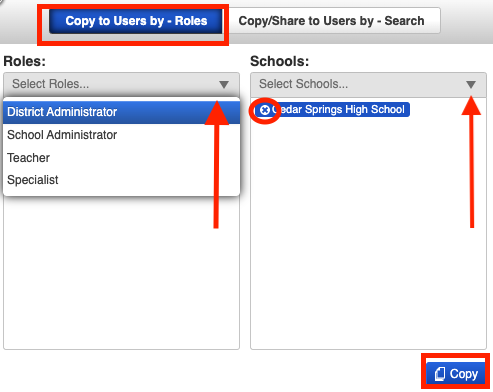 Copy to Users by - Roles
Copy/Share to Users by - Search
Roles:
Schools:
Select Roles...
Select Schools...
District Administrator
School Administrator
Teacher
Specialist
Cedar Springs High School
Copy